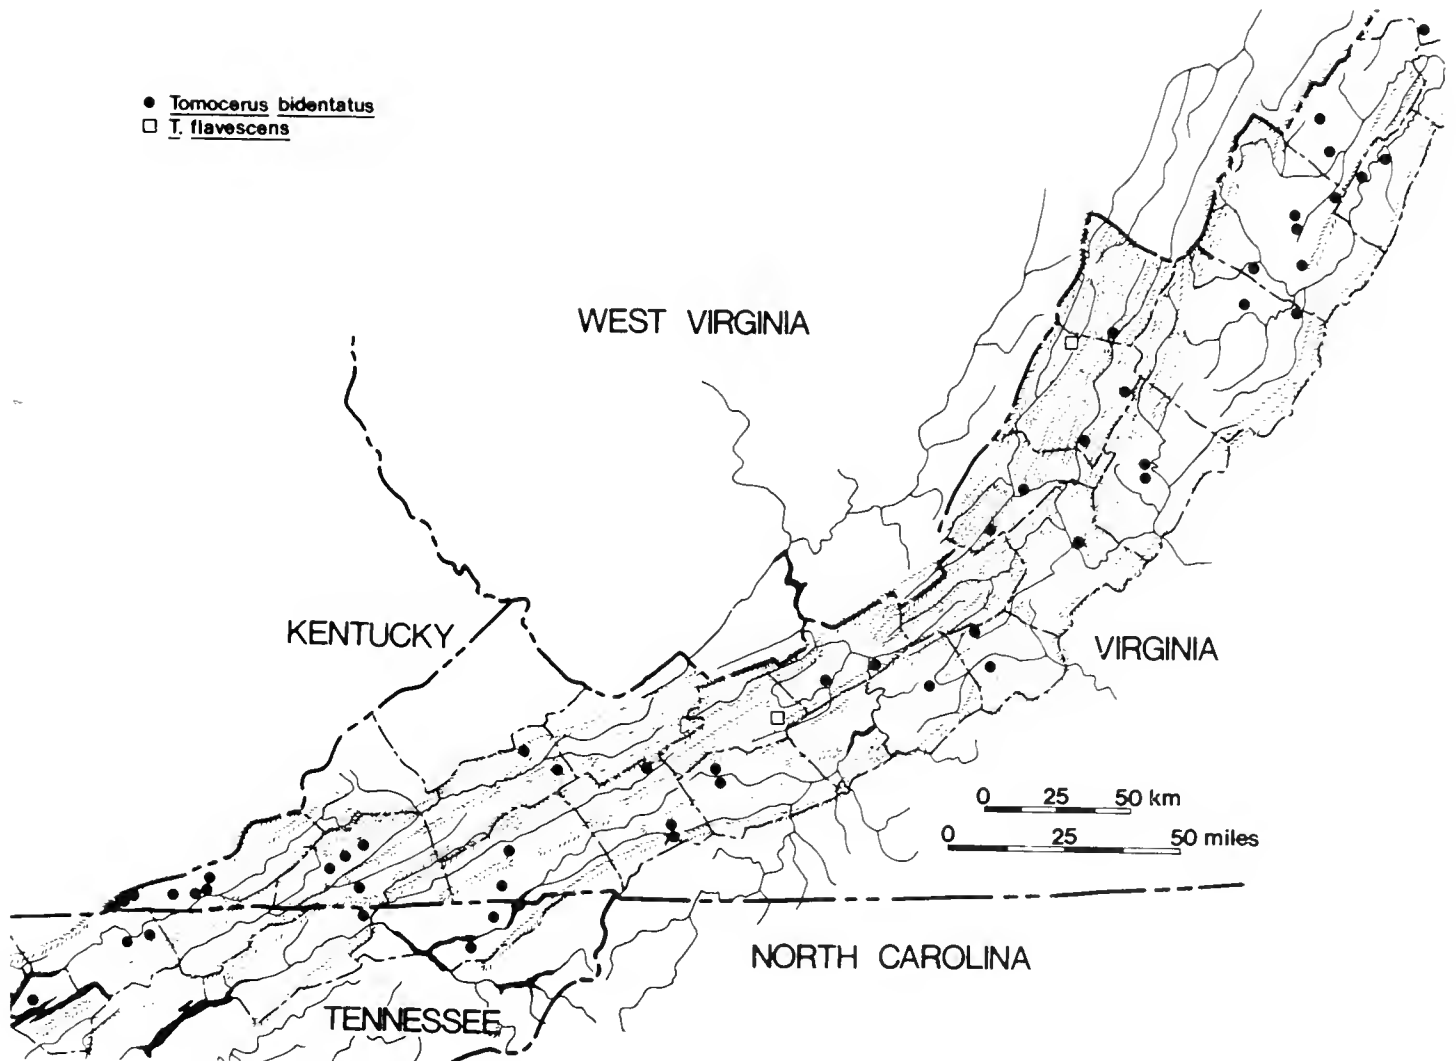 Tomocerus bidentatus
T. flavescens
WEST VIRGINIA
KENTUCKY
VIRGINIA
0 25 50 km
0 25 50 miles
NORTH CAROLINA
TENNESSEE